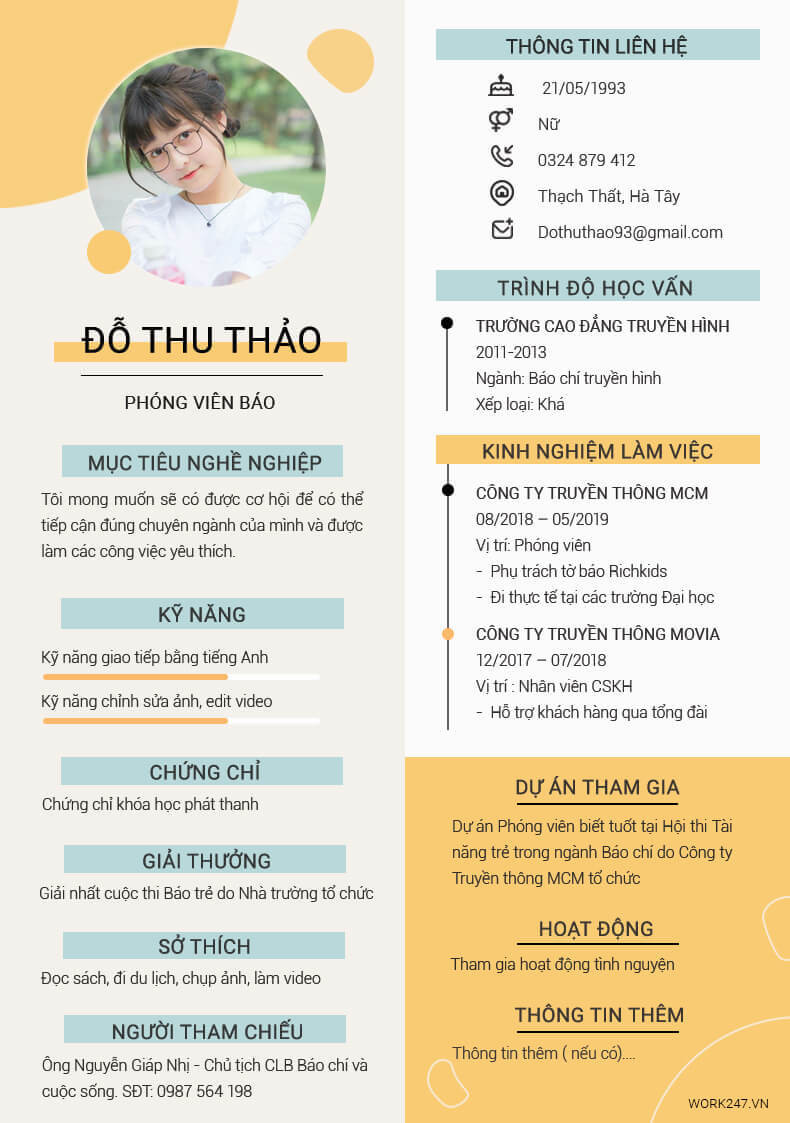 ĐỖ THU THẢO
PHÓNG VIÊN BÁO
MỤC TIÊU NGHỀ NGHIỆP
Tôi mong muốn sẽ có được cơ hội để có thể
tiếp cận đúng chuyên ngành của mình và được
làm các công việc yêu thích.
KỸ NĂNG
Kỹ năng giao tiếp bằng tiếng Anh
Kỹ năng chỉnh sửa ảnh, edit video
CHỨNG CHỈ
Chứng chỉ khóa học phát thanh
GIẢI THƯỞNG
Giải nhất cuộc thi Báo trẻ do Nhà trường tổ chức
SỞ THÍCH
Đọc sách, đi du lịch, chụp ảnh, làm video
NGƯỜI THAM CHIẾU
Ông Nguyễn Giáp Nhị - Chủ tịch CLB Báo chí và
cuộc sống. SĐT: 0987 564 198
THÔNG TIN LIÊN HỆ
21/05/1993
Nữ
0324 879 412
Thạch Thất, Hà Tây
Dothuthao93@gmail.com
TRÌNH ĐỘ HỌC VẤN
TRƯỜNG CAO ĐẲNG TRUYỀN HÌNH
2011-2013
Ngành: Báo chí truyền hình
Xếp loại: Khá
KINH NGHIỆM LÀM VIỆC
CÔNG TY TRUYỀN THÔNG MCM
08/2018 – 05/2019
Vị trí: Phóng viên
- Phụ trách tờ báo Richkids
- Đi thực tế tại các trường Đại học
CÔNG TY TRUYỀN THÔNG MOVIA
12/2017 – 07/2018
Vị trí : Nhân viên CSKH
- Hỗ trợ khách hàng qua tổng đài
DỰ ÁN THAM GIA
Dự án Phóng viên biết tuốt tại Hội thi Tài
năng trẻ trong ngành Báo chí do Công ty
Truyền thông MCM tổ chức
HOẠT ĐỘNG
Tham gia hoạt động tình nguyện
THÔNG TIN THÊM
Thông tin thêm ( nếu có)....
WORK247.VN